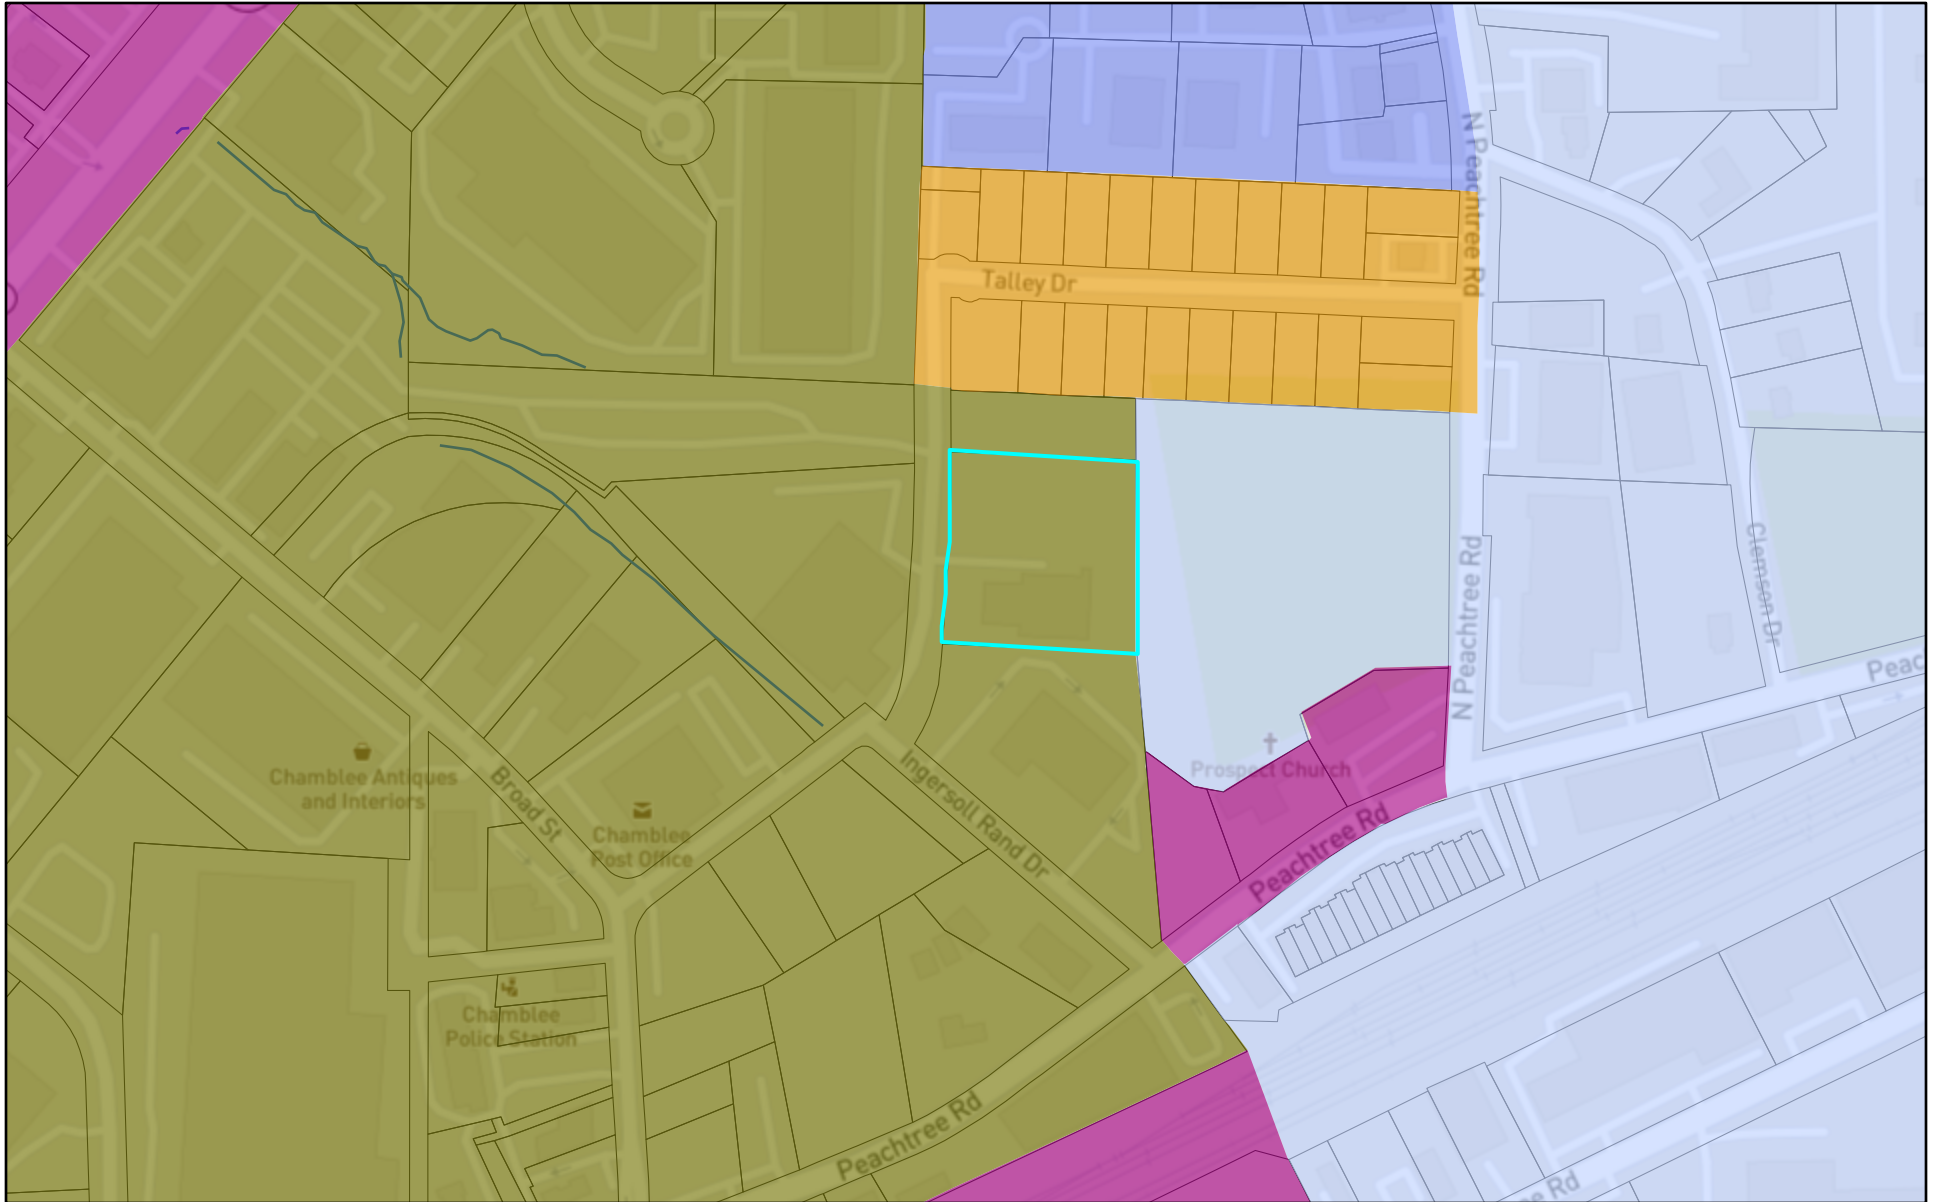 N Peachtree Rd
Talley Dr
N Peachtree Rd
Clemson Dr
Peac
Prospect Church
Chamblee Antiques
and Interiors
Broad St
Chamblee
Post Office
Ingersoll Rand Dr
Peachtree Rd
Chamblee
Police Station
Peachtree Rd
ee Rd